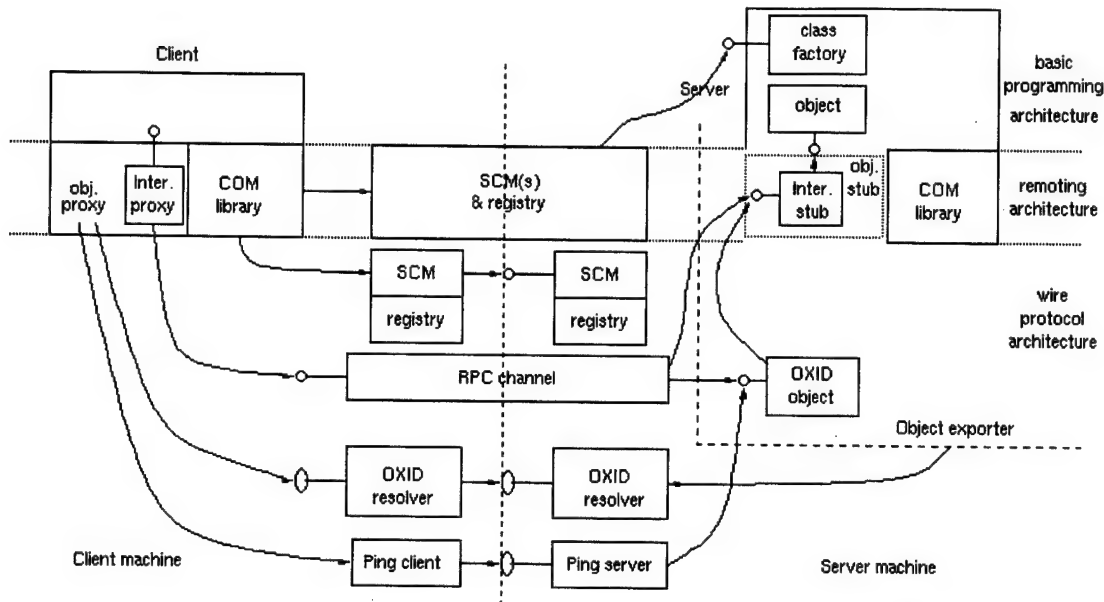 Client
class
factory
basic
programming
architecture
Server
object
obj.
proxy
Inter.
proxy
COM
library
SCM(s)
& registry
obj.
stub
Inter.
stub
COM
library
remoting
architecture
SCM
registry
SCM
registry
wire
protocol
architecture
RPC channel
OXID
object
Object exporter
OXID
resolver
OXID
resolver
Client machine
Ping client
Ping server
Server machine